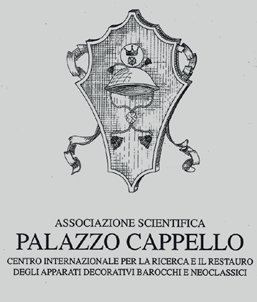 ASSOCIAZIONE SCIENTIFICA
PALAZZO CAPPELLO
CENTRO INTERNAZIONALE PER LA RICERCA E IL RESTAURO
DEGLI APPARATI DECORATIVI BAROCCHI E NEOCLASSICI